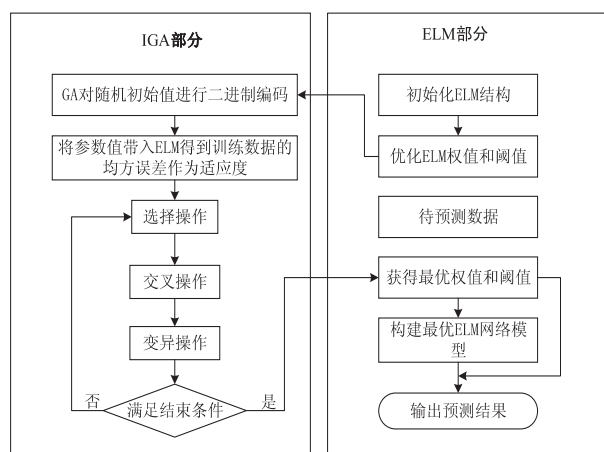 IGA部分
GA对随机初始值进行二进制编码
将参数值带入ELM得到训练数据的
均方误差作为适应度
选择操作
交叉操作
变异操作
满足结束条件
否
是
ELM部分
初始化ELM结构
优化ELM权值和阈值
待预测数据
获得最优权值和阈值
构建最优ELM网络模
型
输出预测结果